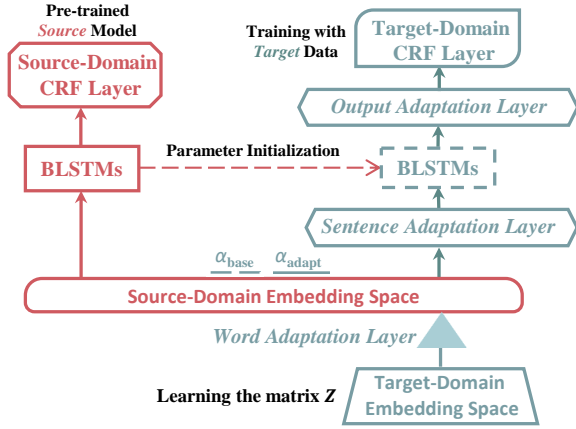 Pre-trained
Source Model
Source-Domain
CRF Layer
Training with
Target Data
Target-Domain
CRF Layer
Output Adaptation Layer
BLSTMs
Parameter Initialization
BLSTMs
Sentence Adaptation Layer
α_base α_adapt
Source-Domain Embedding Space
Word Adaptation Layer
Learning the matrix Z
Target-Domain
Embedding Space